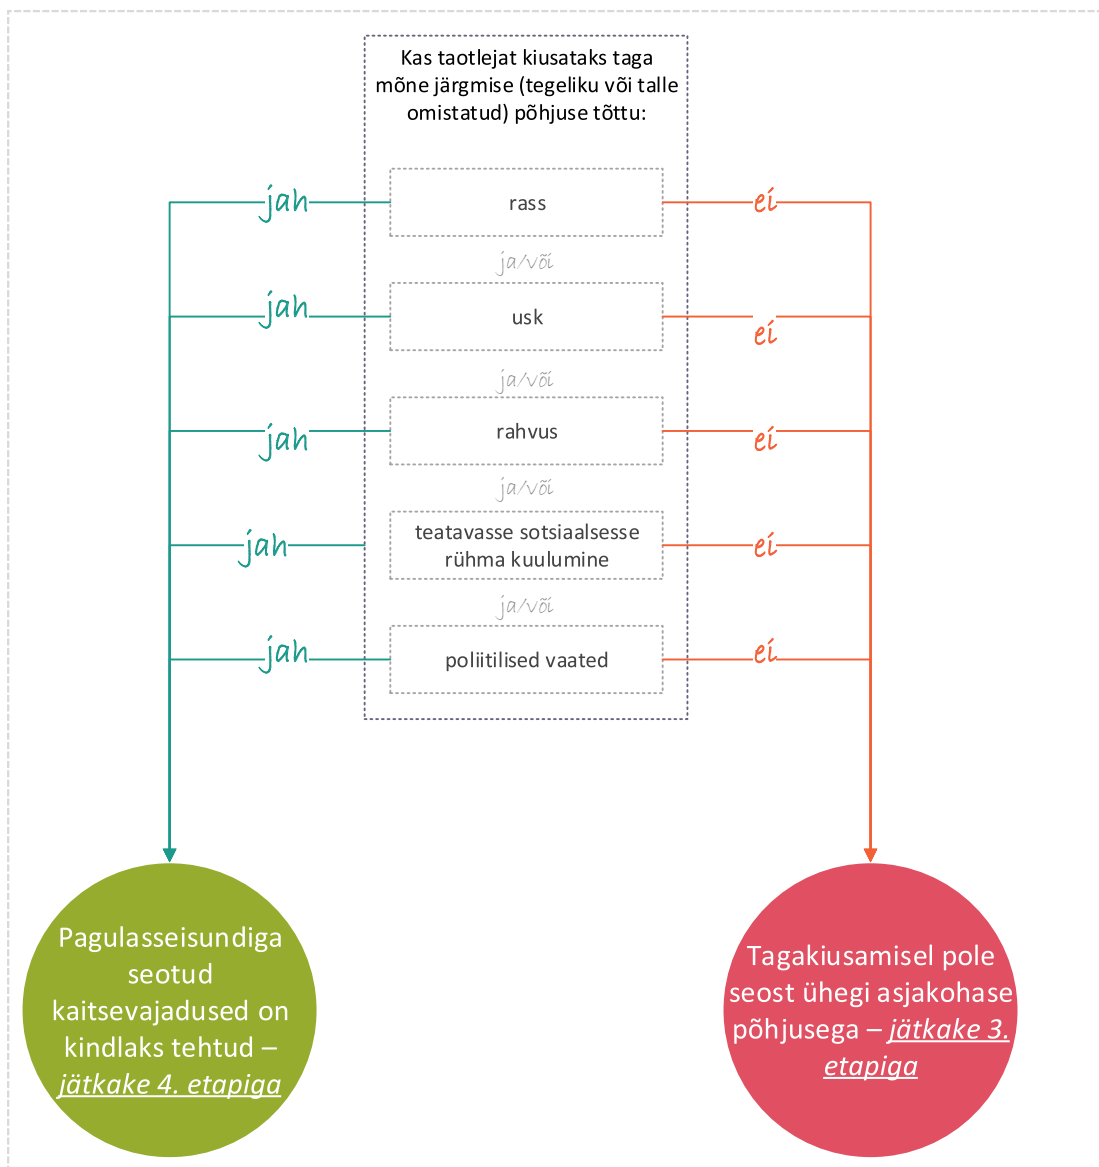 Kas taotlejat kiusataks taga
mõne järgmise (tegeliku või talle
omistatud) põhjuse tõttu:
jah
rass
ei
ja/või
jah
usk
ei
ja/või
jah
rahvus
ei
ja/või
jah
teatavasse sotsiaalsesse
rühma kuulumine
ei
ja/või
jah
poliitilised vaated
ei
Pagulasseisundiga
seotud
kaitsevajadused on
kindlaks tehtud –
jätkake 4. etapiga
Tagakiusamisel pole
seost ühegi asjakohase
põhjusega – jätkake 3.
etapiga